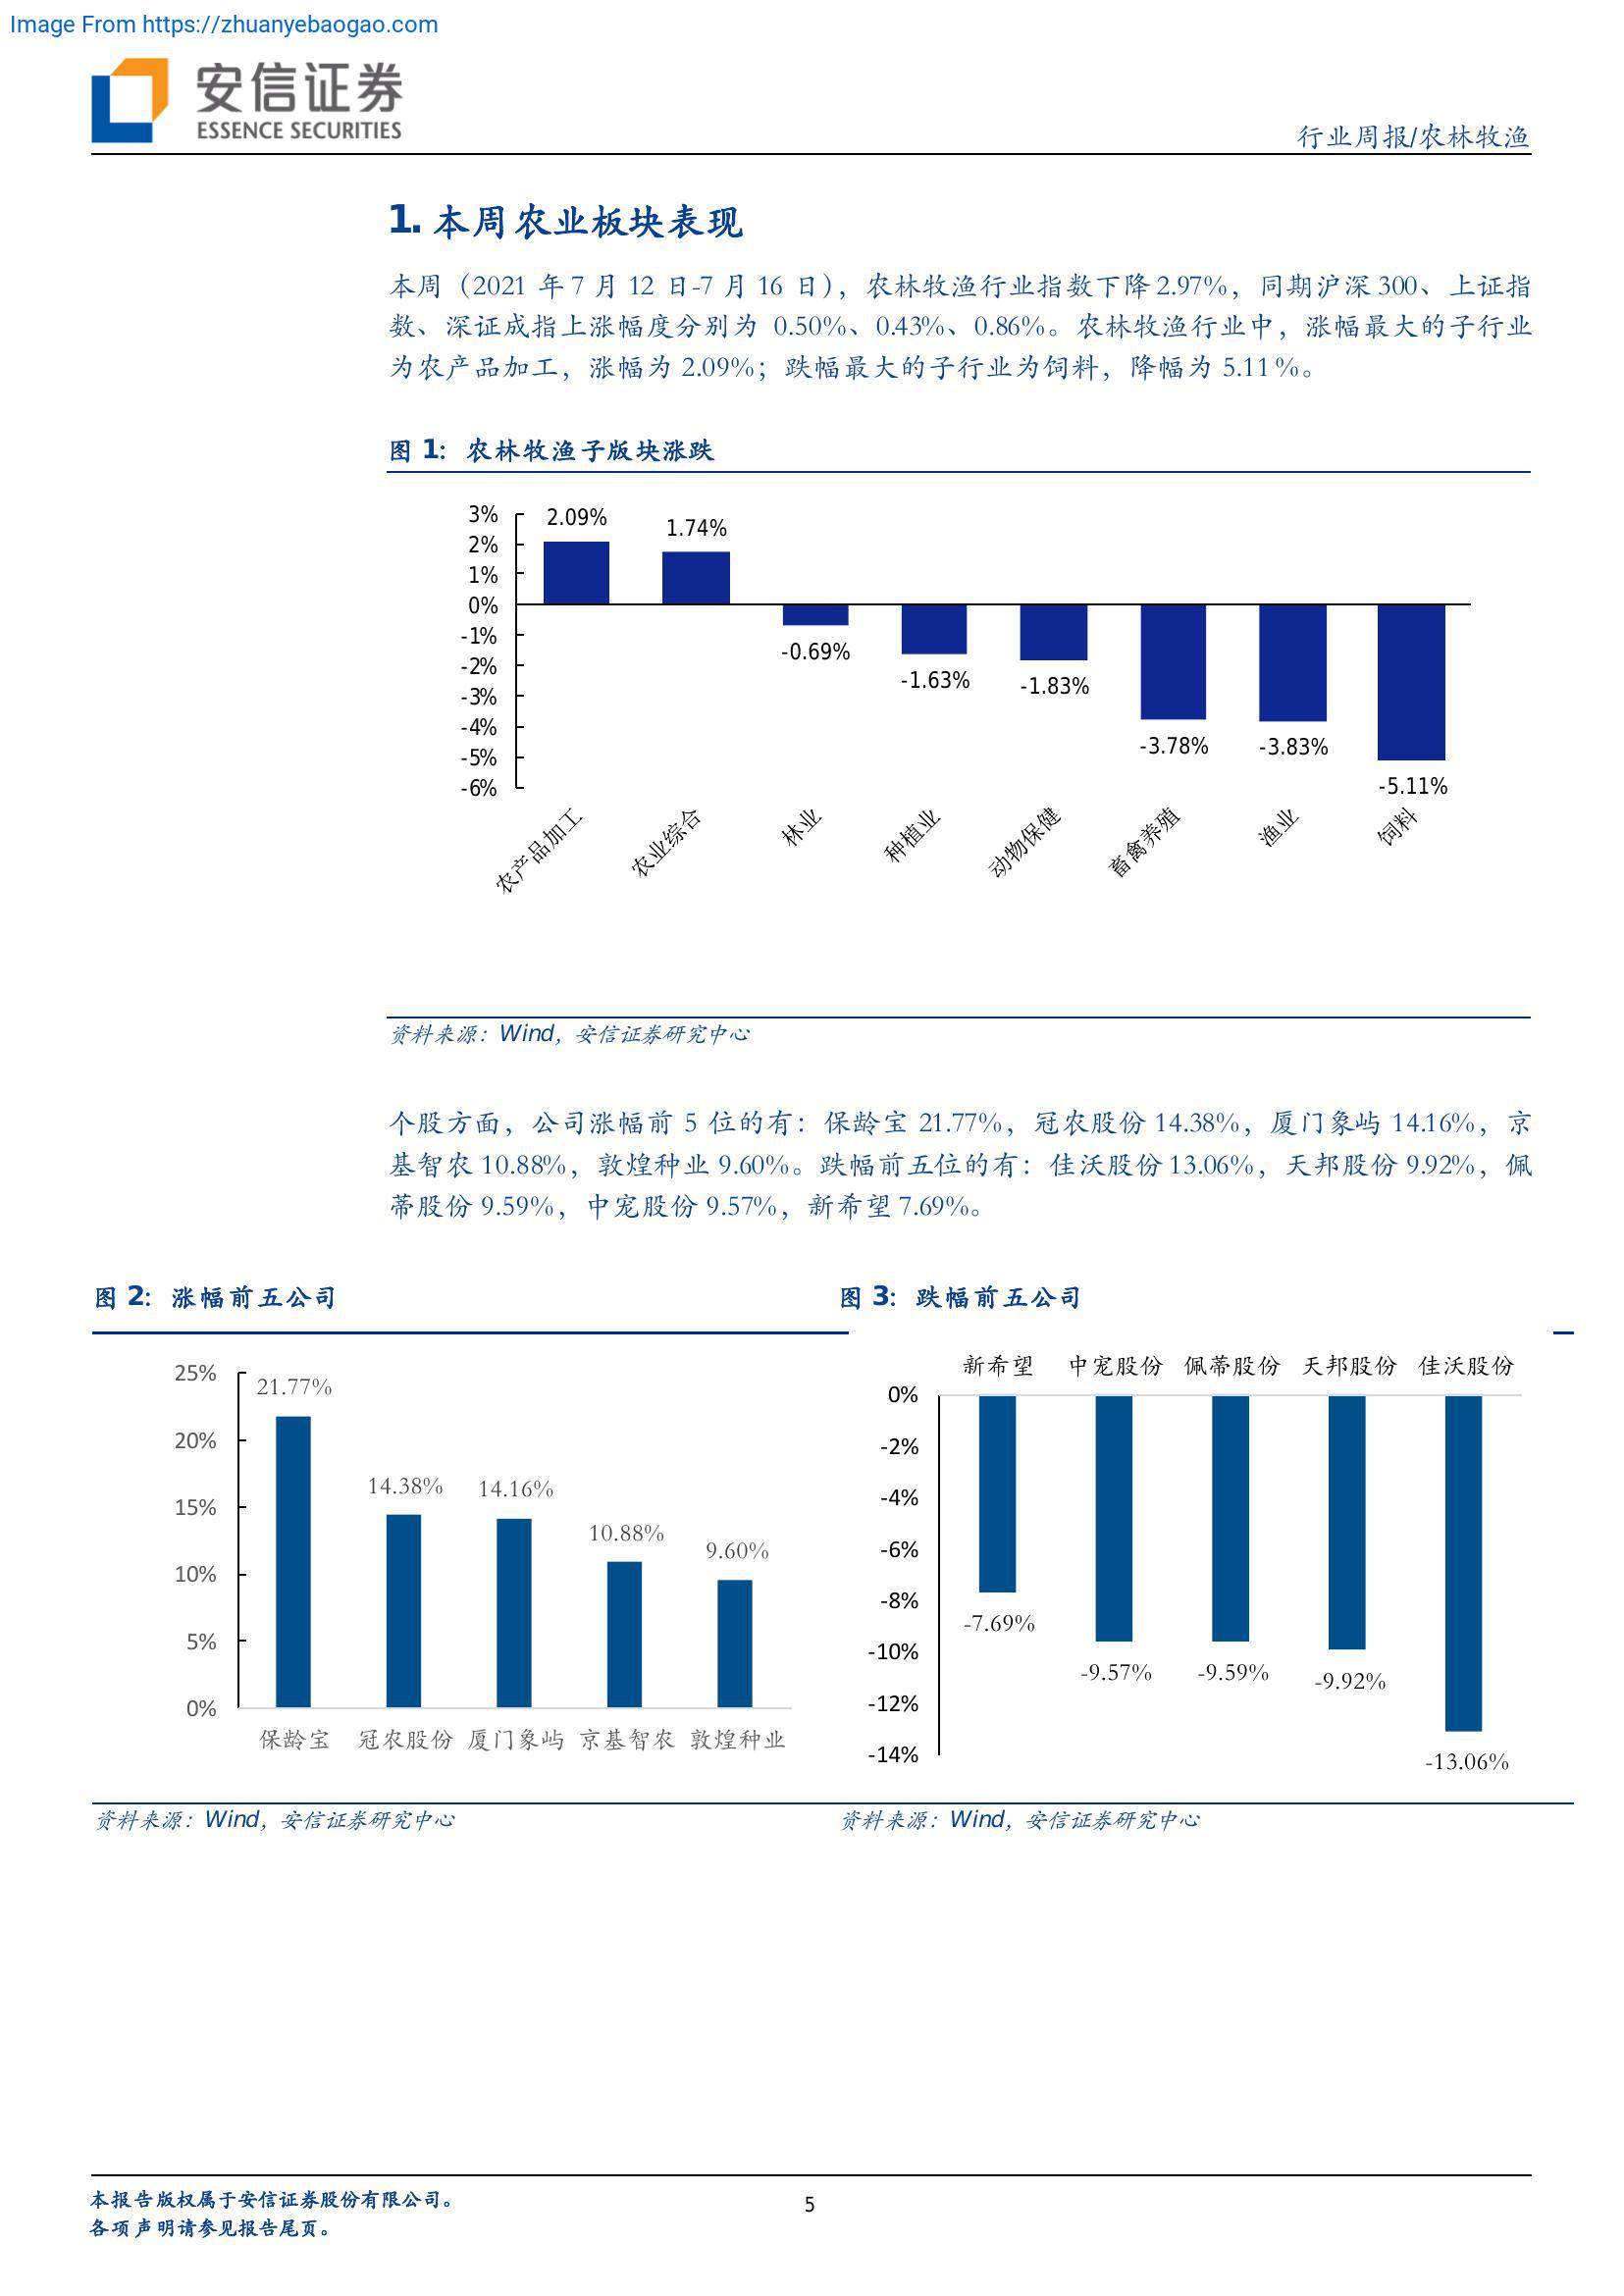 Image From https://zhuanyebaogao.com
安信证券
ESSENCE SECURITIES
行业周报/农林牧渔
1. 本周农业板块表现
本周（2021 年 7 月 12 日-7 月 16 日），农林牧渔行业指数下降 2.97%，同期沪深 300、上证指
数、深证成指上涨幅度分别为 0.50%、0.43%、0.86%。农林牧渔行业中，涨幅最大的子行业
为农产品加工，涨幅为 2.09%；跌幅最大的子行业为饲料，降幅为 5.11%。
图 1：农林牧渔子版块涨跌
3%
2%
1%
0%
-1%
-2%
-3%
-4%
-5%
-6%
2.09%
1.74%
-0.69%
-1.63%
-1.83%
-3.78%
-3.83%
-5.11%
农产品加工
农业综合
林业
种植业
动物保健
畜禽养殖
渔业
饲料
资料来源：Wind，安信证券研究中心
个股方面，公司涨幅前 5 位的有：保龄宝 21.77%，冠农股份 14.38%，厦门象屿 14.16%，京
基智农 10.88%，敦煌种业 9.60%。跌幅前五位的有：佳沃股份 13.06%，天邦股份 9.92%，佩
蒂股份 9.59%，中宠股份 9.57%，新希望 7.69%。
图 2：涨幅前五公司
25%
20%
15%
10%
5%
0%
21.77%
14.38%
14.16%
10.88%
9.60%
保龄宝 冠农股份 厦门象屿 京基智农 敦煌种业
资料来源：Wind，安信证券研究中心
图 3：跌幅前五公司
新希望 中宠股份 佩蒂股份 天邦股份 佳沃股份
0%
-2%
-4%
-6%
-8%
-10%
-12%
-14%
-7.69%
-9.57%
-9.59%
-9.92%
-13.06%
资料来源：Wind，安信证券研究中心
本报告版权属于安信证券股份有限公司。
各项声明请参见报告尾页。
5